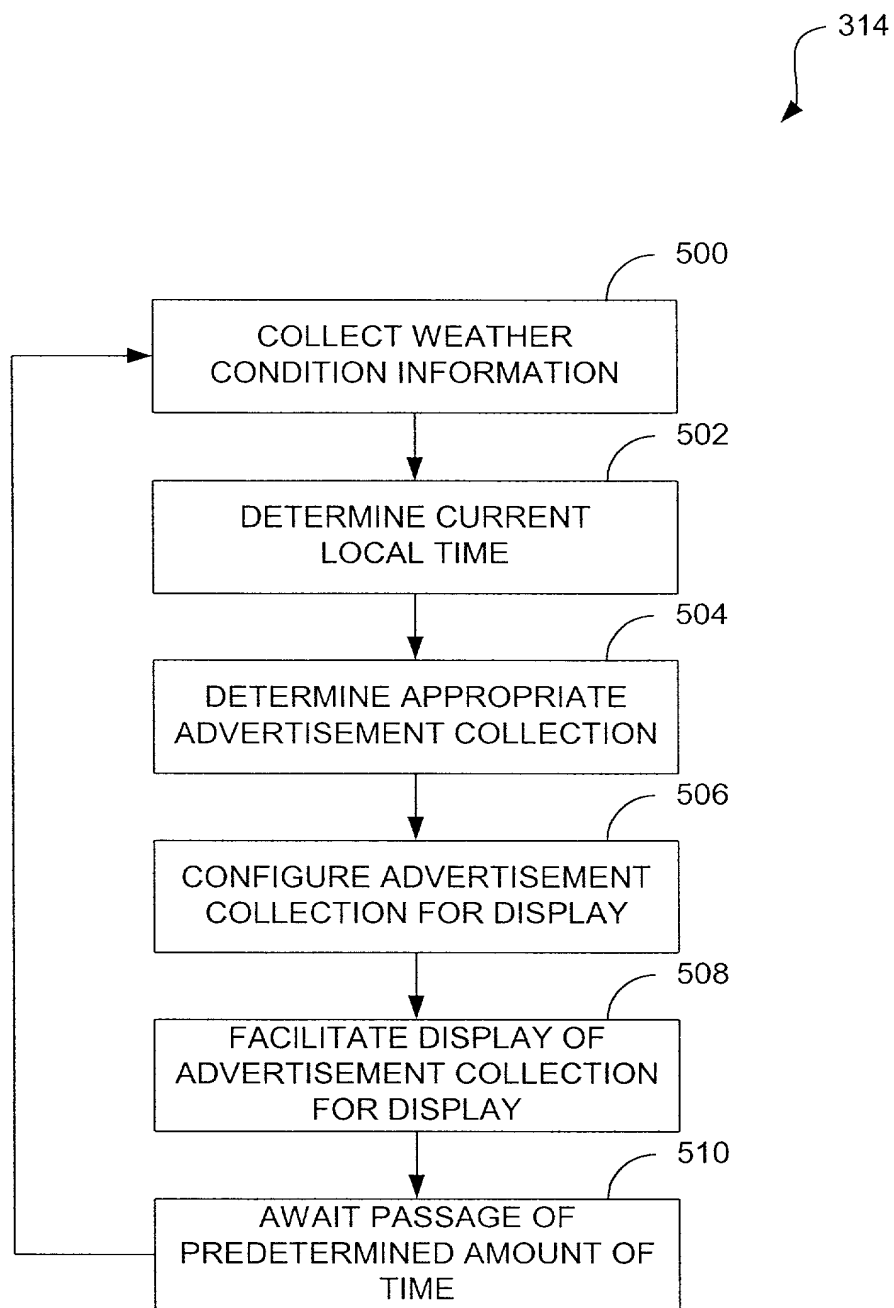 314
500
COLLECT WEATHER
CONDITION INFORMATION
502
DETERMINE CURRENT
LOCAL TIME
504
DETERMINE APPROPRIATE
ADVERTISEMENT COLLECTION
506
CONFIGURE ADVERTISEMENT
COLLECTION FOR DISPLAY
508
FACILITATE DISPLAY OF
ADVERTISEMENT COLLECTION
FOR DISPLAY
510
AWAIT PASSAGE OF
PREDETERMINED AMOUNT OF
TIME